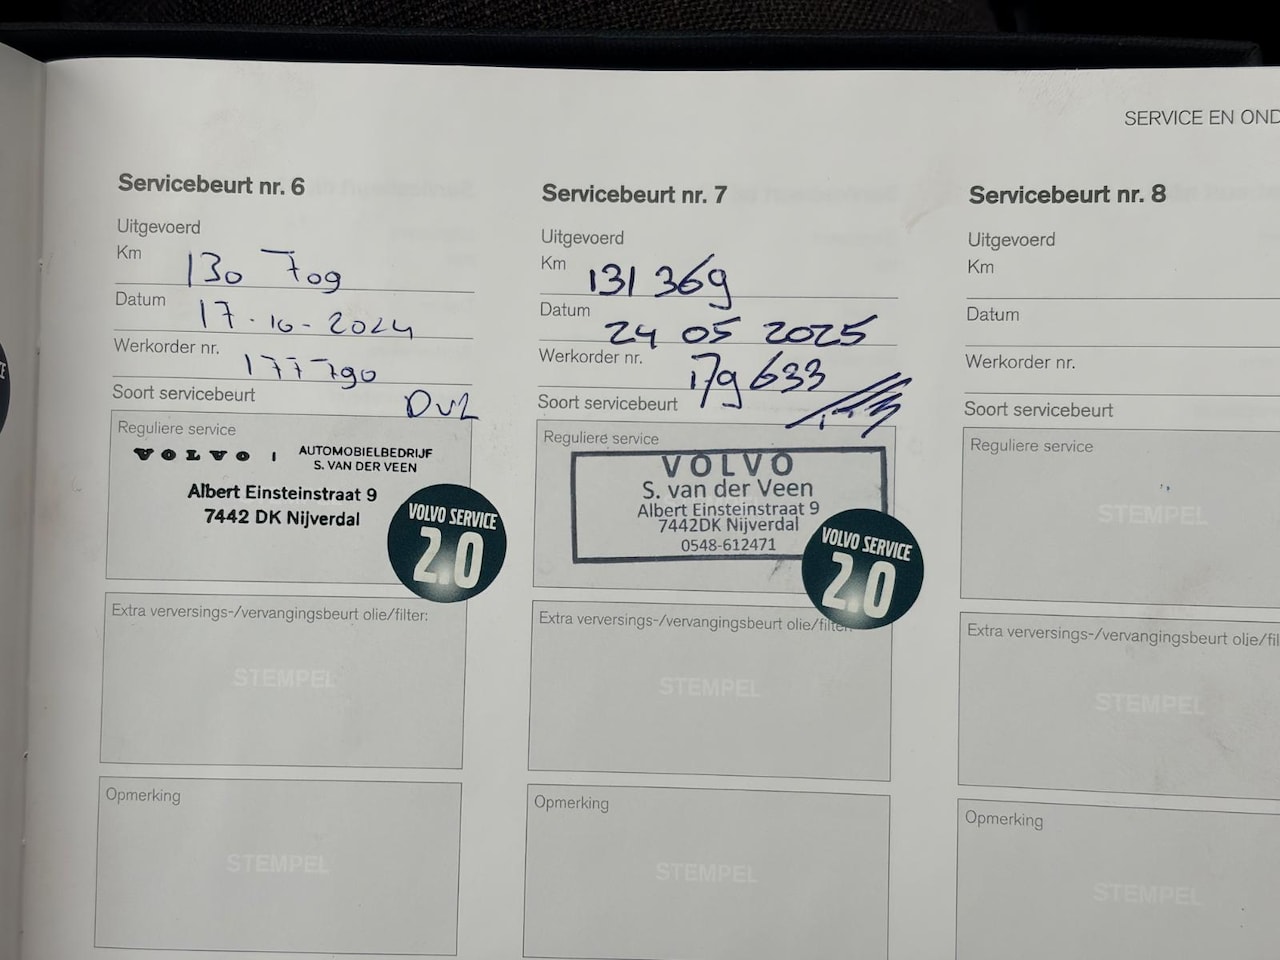 SERVICE EN OND
Servicebeurt nr. 6
Uitgevoerd
Km 130 709
Datum 17-10-2024
Werkorder nr. 177790
Soort servicebeurt
Reguliere service
VOLVO | AUTOMOBIELBEDRIJF
S. VAN DER VEEN
Albert Einsteinstraat 9
7442 DK Nijverdal
VOLVO SERVICE
2.0
Extra verversings-/vervangingsbeurt olie/filter:
STEMPEL
Opmerking
STEMPEL
Servicebeurt nr. 7
Uitgevoerd
Km 131 369
Datum 24 05 2025
Werkorder nr. 179633
Soort servicebeurt
Reguliere service
VOLVO
S. van der Veen
Albert Einsteinstraat 9
7442DK Nijverdal
0548-612471
VOLVO SERVICE
2.0
Extra verversings-/vervangingsbeurt olie/filter
STEMPEL
Opmerking
STEMPEL
Servicebeurt nr. 8
Uitgevoerd
Km
Datum
Werkorder nr.
Soort servicebeurt
Reguliere service
STEMPEL
Extra verversings-/vervangingsbeurt olie/fil
STEMPEL
Opmerking
STEMPEL